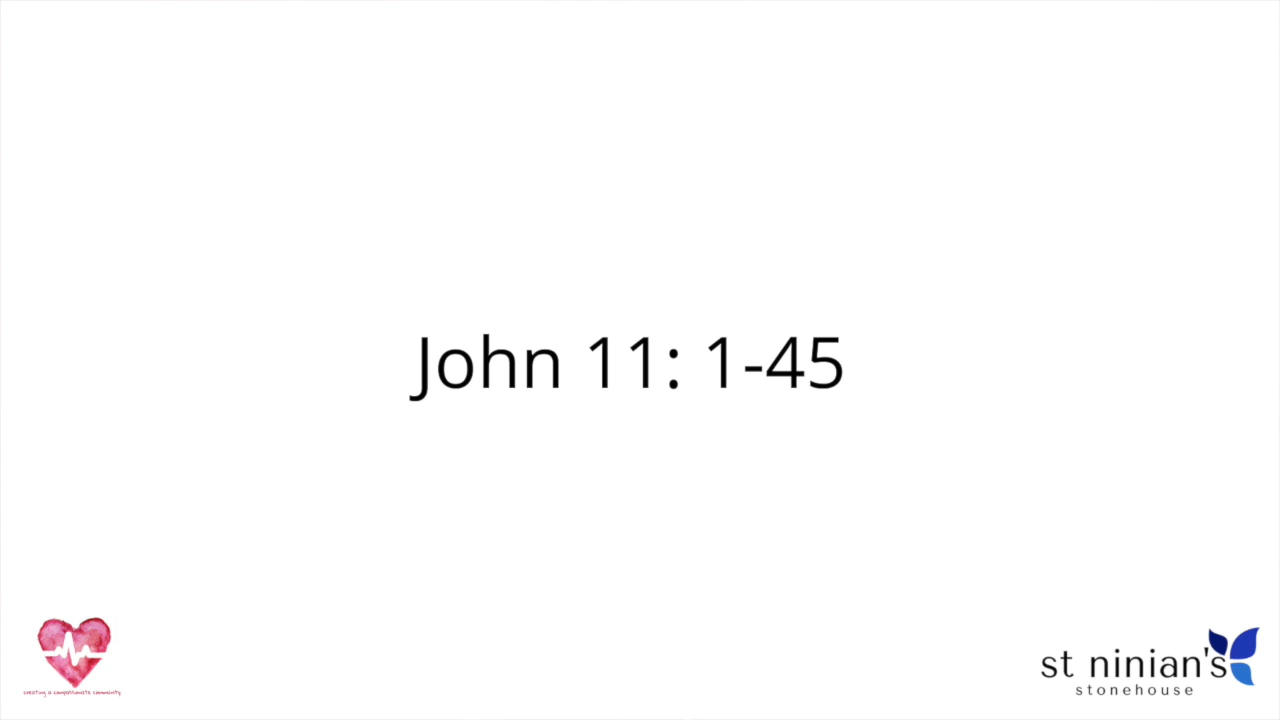 John 11: 1-45
creating a compassionate community
st ninian's
stonehouse